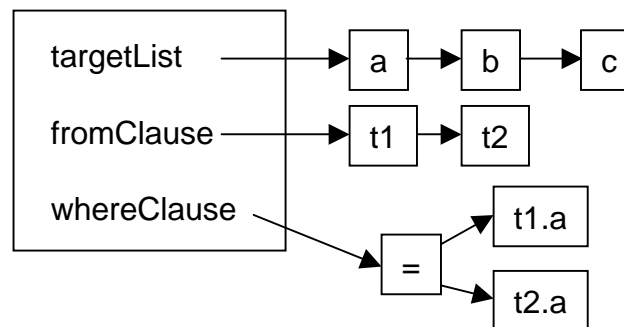 targetList a b c
fromClause t1 t2
whereClause
t1.a
=
t2.a